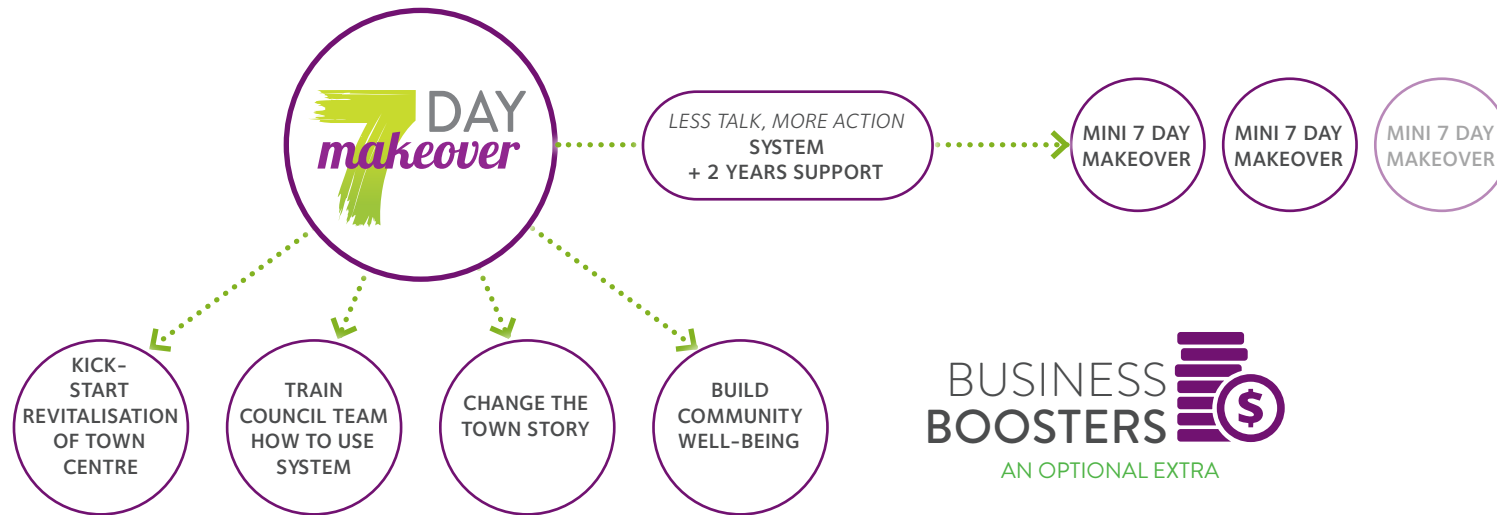 7 DAY
makeover
LESS TALK, MORE ACTION
SYSTEM
+ 2 YEARS SUPPORT
MINI 7 DAY
MAKEOVER
MINI 7 DAY
MAKEOVER
MINI 7 DAY
MAKEOVER
KICK-
START
REVITALISATION
OF TOWN
CENTRE
TRAIN
COUNCIL TEAM
HOW TO USE
SYSTEM
CHANGE THE
TOWN STORY
BUILD
COMMUNITY
WELL-BEING
BUSINESS
BOOSTERS
$
AN OPTIONAL EXTRA